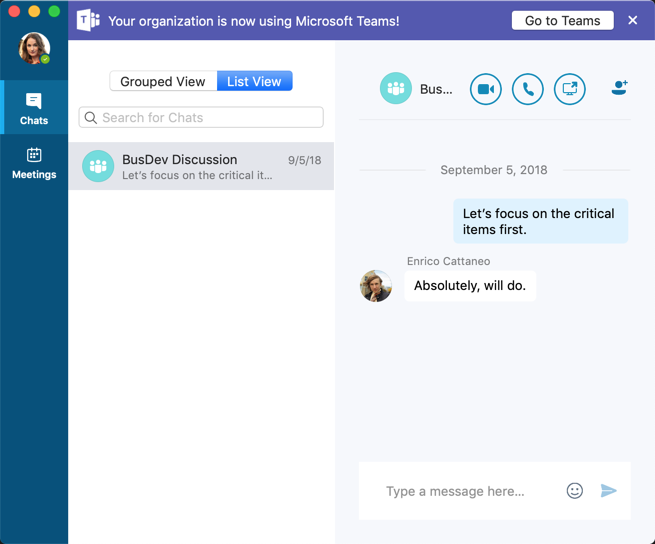 Your organization is now using Microsoft Teams!
Go to Teams
Chats
Meetings
Grouped View
List View
Search for Chats
BusDev Discussion
9/5/18
Let's focus on the critical it...
Bus...
September 5, 2018
Let's focus on the critical
items first.
Enrico Cattaneo
Absolutely, will do.
Type a message here...